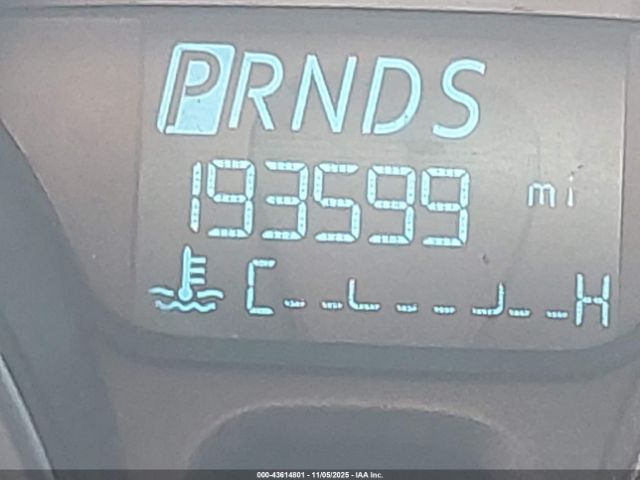 PRNDS
193599 mi
C H
000-43614801 - 11/05/2025 - IAA Inc.